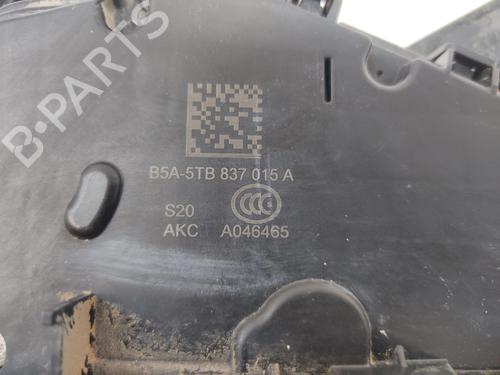 B-PARTS
B5A-5TB 837 015 A
S20
CCC
AKC A046465